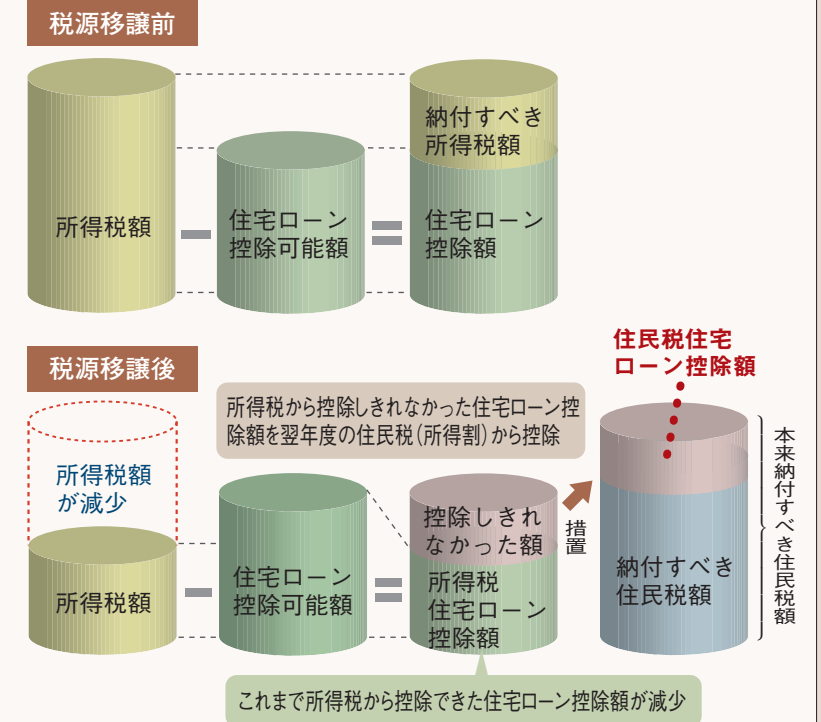 税源移譲前
所得税額
住宅ローン
控除可能額
納付すべき
所得税額
住宅ローン
控除額
税源移譲後
所得税額
が減少
所得税額
所得税から控除しきれなかった住宅ローン控
除額を翌年度の住民税(所得割)から控除
住宅ローン
控除可能額
控除しきれ
なかった額
所得税
住宅ローン
控除額
措置
住民税住宅
ローン控除額
納付すべき
住民税額
本来納付すべき住民税額
これまで所得税から控除できた住宅ローン控除額が減少